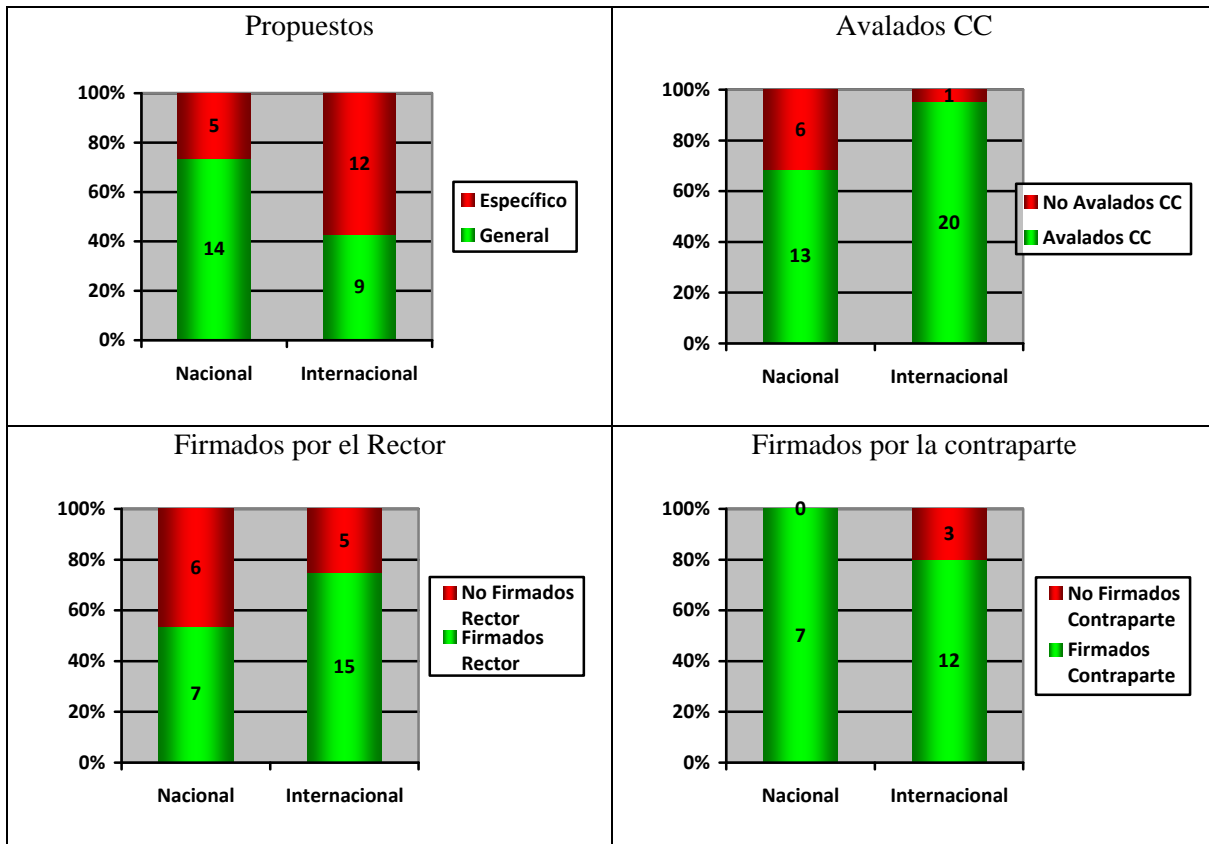 Propuestos
100%
80%
60%
40%
20%
0%
5
14
12
9
Nacional
Internacional
Específico
General
Avalados CC
100%
80%
60%
40%
20%
0%
6
13
1
20
Nacional
Internacional
No Avalados CC
Avalados CC
Firmados por el Rector
100%
80%
60%
40%
20%
0%
6
7
5
15
Nacional
Internacional
No Firmados
Rector
Firmados
Rector
Firmados por la contraparte
100%
80%
60%
40%
20%
0%
0
7
3
12
Nacional
Internacional
No Firmados
Contraparte
Firmados
Contraparte